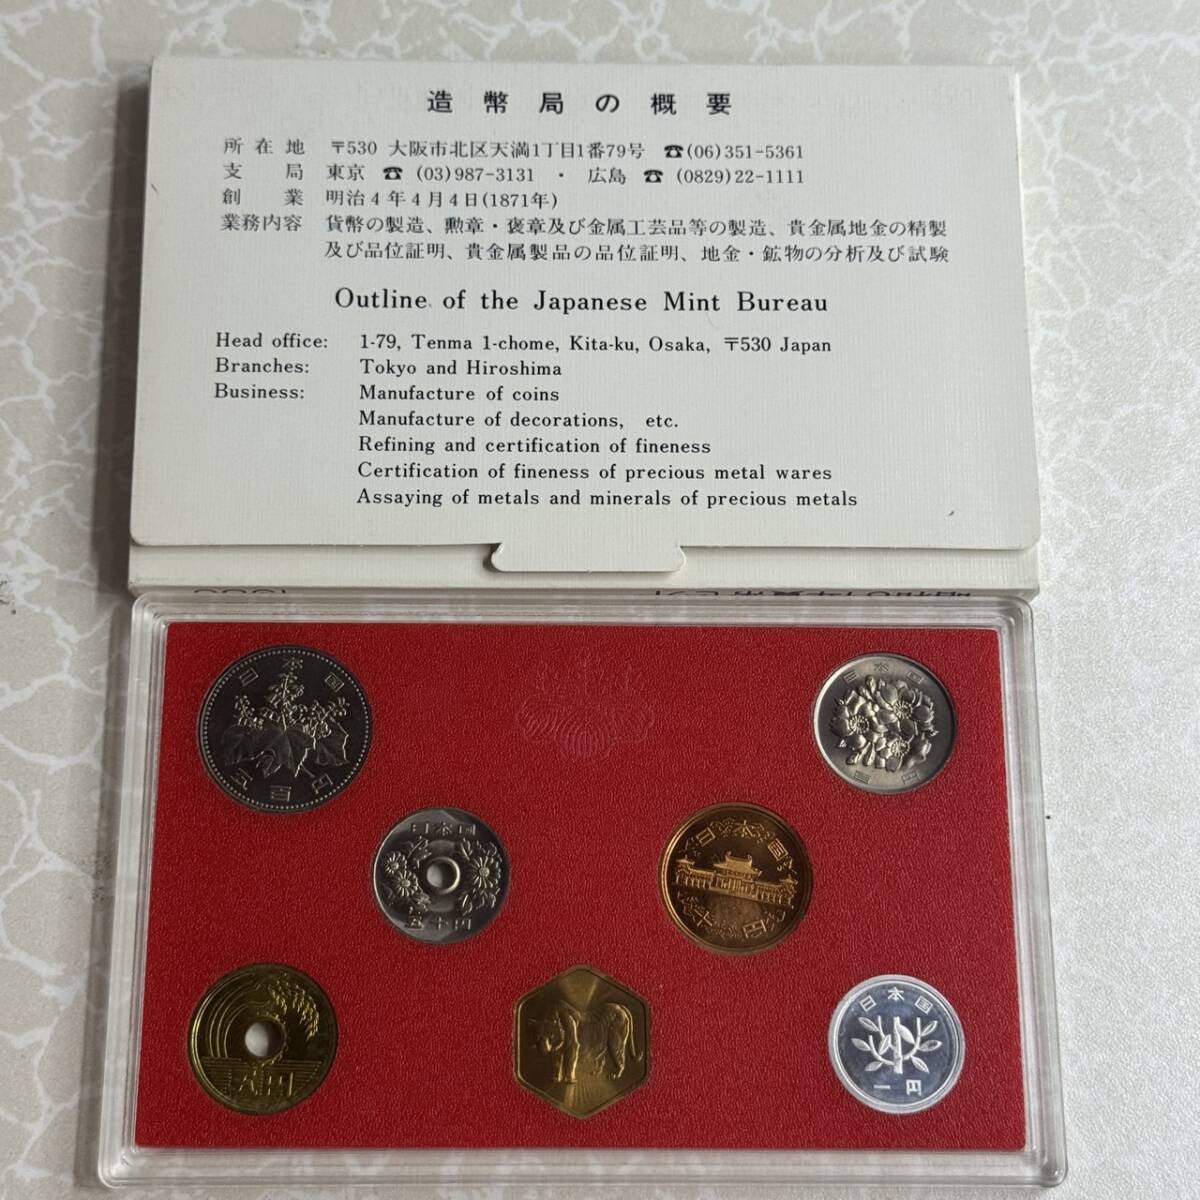 造幣局の概要
所在地 〒530 大阪市北区天満1丁目1番79号 ☎(06)351-5361
支局 東京 ☎ (03)987-3131 ・ 広島 ☎ (0829)22-1111
創業 明治4年4月4日(1871年)
業務内容 貨幣の製造、勲章・褒章及び金属工芸品等の製造、貴金属地金の精製
及び品位証明、貴金属製品の品位証明、地金・鉱物の分析及び試験
Outline of the Japanese Mint Bureau
Head office: 1-79, Tenma 1-chome, Kita-ku, Osaka, 〒530 Japan
Branches: Tokyo and Hiroshima
Business: Manufacture of coins
Manufacture of decorations, etc.
Refining and certification of fineness
Certification of fineness of precious metal wares
Assaying of metals and minerals of precious metals
日本国
五百円
日本国
百円
日本国
五十円
日本国
十円
五円
日本国
一円